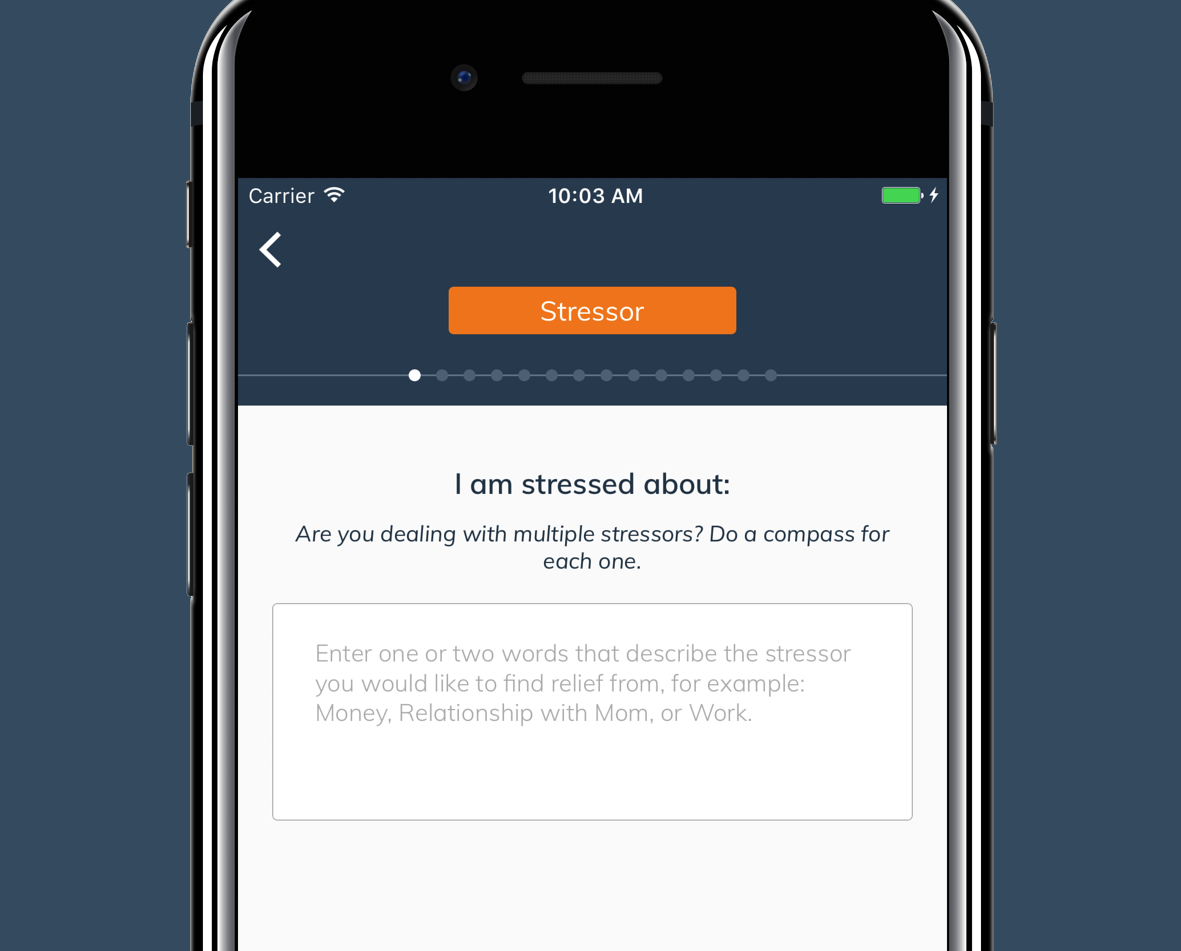 Carrier
10:03 AM
Stressor
I am stressed about:
Are you dealing with multiple stressors? Do a compass for
each one.
Enter one or two words that describe the stressor
you would like to find relief from, for example:
Money, Relationship with Mom, or Work.